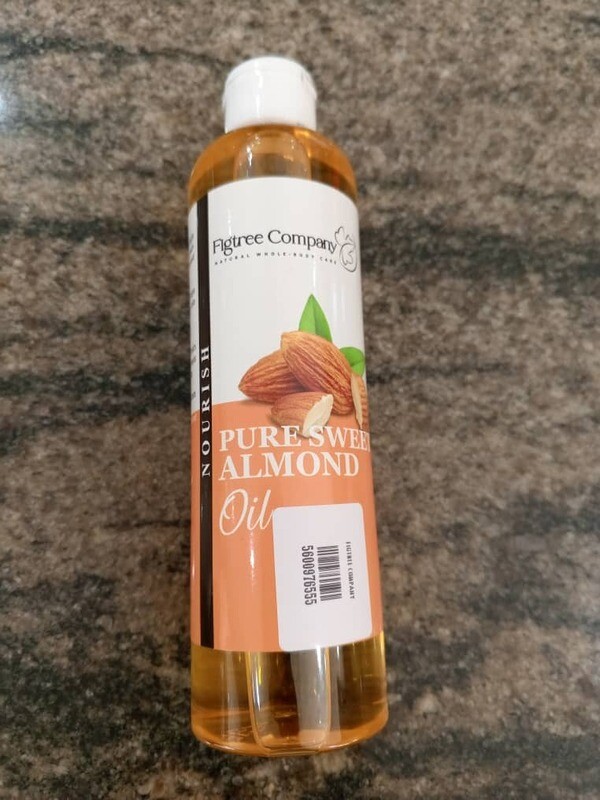 Figtree Company
NATURAL WHOLE-BODY CARE
NOURISH
PURE SWEE
ALMOND
Oil
FIGTREE COMPANY
5600976555